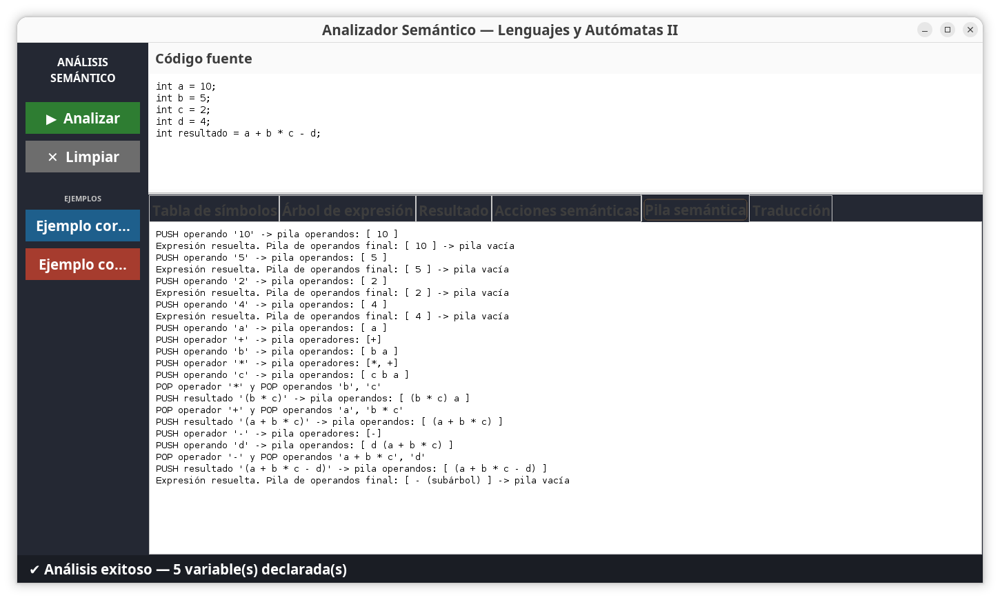 Analizador Semántico — Lenguajes y Autómatas II
ANÁLISIS
SEMÁNTICO
▶ Analizar
✕ Limpiar
EJEMPLOS
Ejemplo cor...
Ejemplo co...
Código fuente
int a = 10;
int b = 5;
int c = 2;
int d = 4;
int resultado = a + b * c - d;
Tabla de símbolos Árbol de expresión Resultado Acciones semánticas Pila semántica Traducción
PUSH operando '10' -> pila operandos: [ 10 ]
Expresión resuelta. Pila de operandos final: [ 10 ] -> pila vacía
PUSH operando '5' -> pila operandos: [ 5 ]
Expresión resuelta. Pila de operandos final: [ 5 ] -> pila vacía
PUSH operando '2' -> pila operandos: [ 2 ]
Expresión resuelta. Pila de operandos final: [ 2 ] -> pila vacía
PUSH operando '4' -> pila operandos: [ 4 ]
Expresión resuelta. Pila de operandos final: [ 4 ] -> pila vacía
PUSH operando 'a' -> pila operandos: [ a ]
PUSH operador '+' -> pila operadores: [+]
PUSH operando 'b' -> pila operandos: [ b a ]
PUSH operador '*' -> pila operadores: [*, +]
PUSH operando 'c' -> pila operandos: [ c b a ]
POP operador '*' y POP operandos 'b', 'c'
PUSH resultado '(b * c)' -> pila operandos: [ (b * c) a ]
POP operador '+' y POP operandos 'a', 'b * c'
PUSH resultado '(a + b * c)' -> pila operandos: [ (a + b * c) ]
PUSH operador '-' -> pila operadores: [-]
PUSH operando 'd' -> pila operandos: [ d (a + b * c) ]
POP operador '-' y POP operandos 'a + b * c', 'd'
PUSH resultado '(a + b * c - d)' -> pila operandos: [ (a + b * c - d) ]
Expresión resuelta. Pila de operandos final: [ - (subárbol) ] -> pila vacía
✔ Análisis exitoso — 5 variable(s) declarada(s)